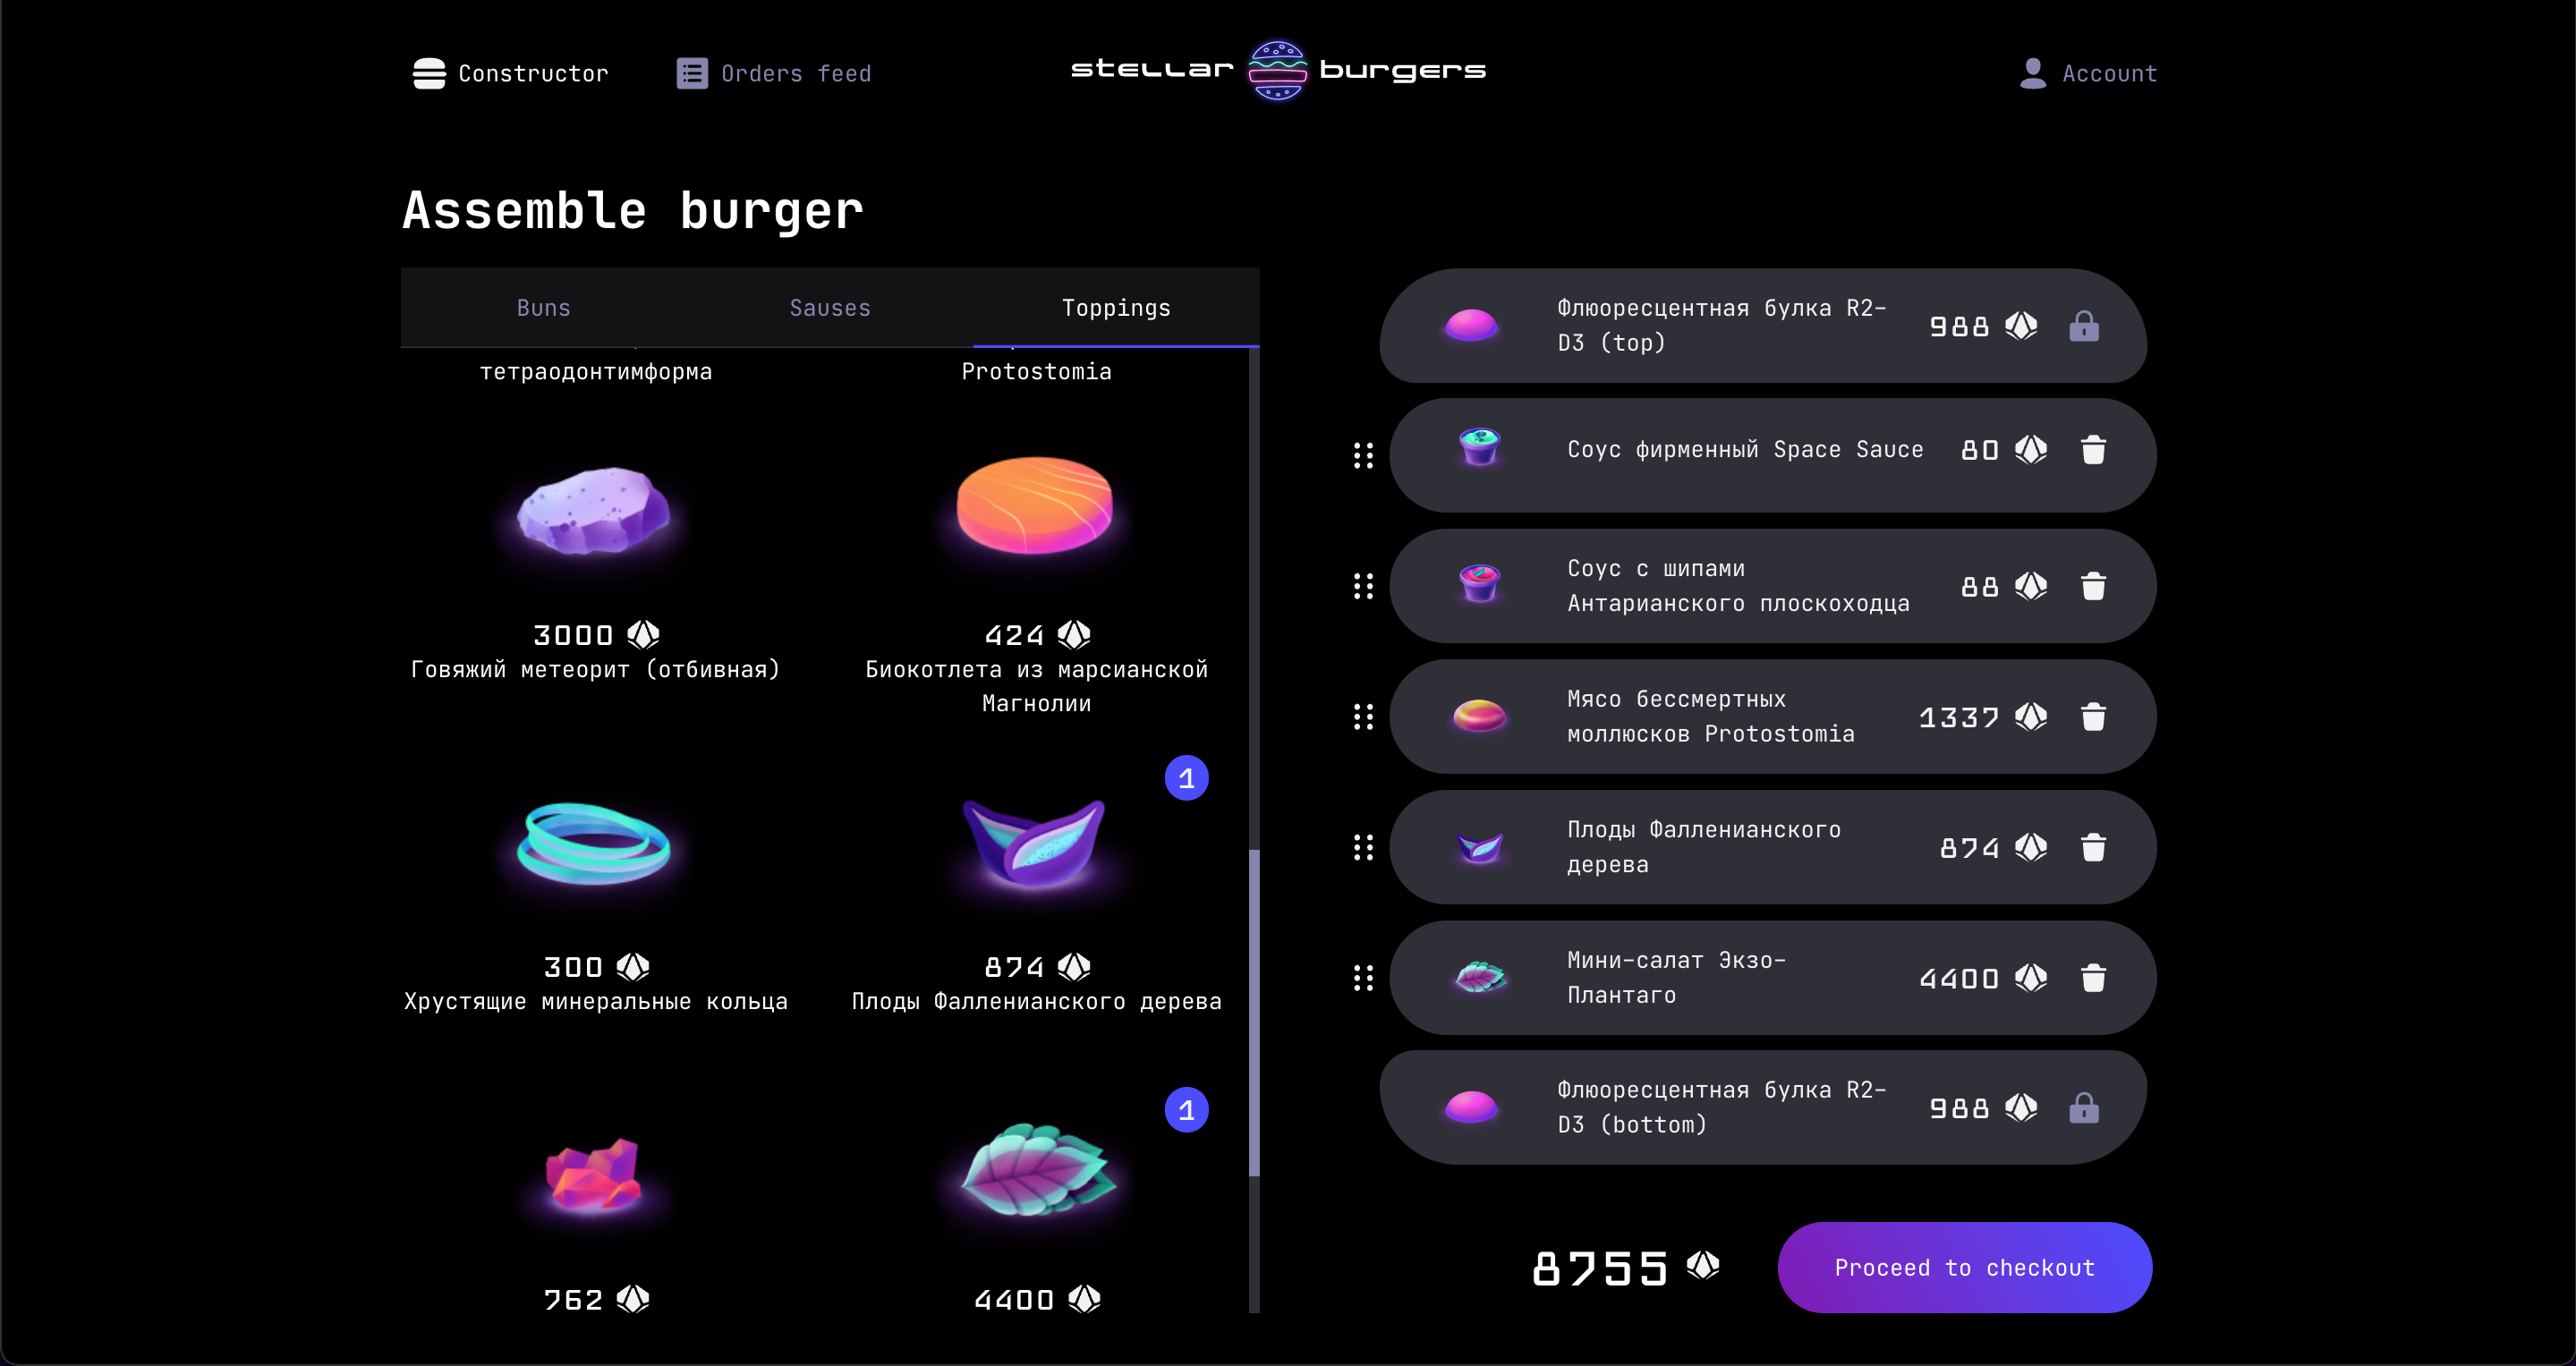 Constructor
Orders feed
stellar burgers
Account
Assemble burger
Buns
Sauses
Toppings
тетраодонтимформа
Protostomia
3000
424
Говяжий метеорит (отбивная)
Биокотлета из марсианской
Магнолии
1
300
874
Хрустящие минеральные кольца
Плоды Фалленианского дерева
1
762
4400
Флюоресцентная булка R2-
D3 (top)
988
Соус фирменный Space Sauce
80
Соус с шипами
Антарианского плоскоходца
88
Мясо бессмертных
моллюсков Protostomia
1337
Плоды Фалленианского
дерева
874
Мини-салат Экзо-
Плантаго
4400
Флюоресцентная булка R2-
D3 (bottom)
988
8755
Proceed to checkout